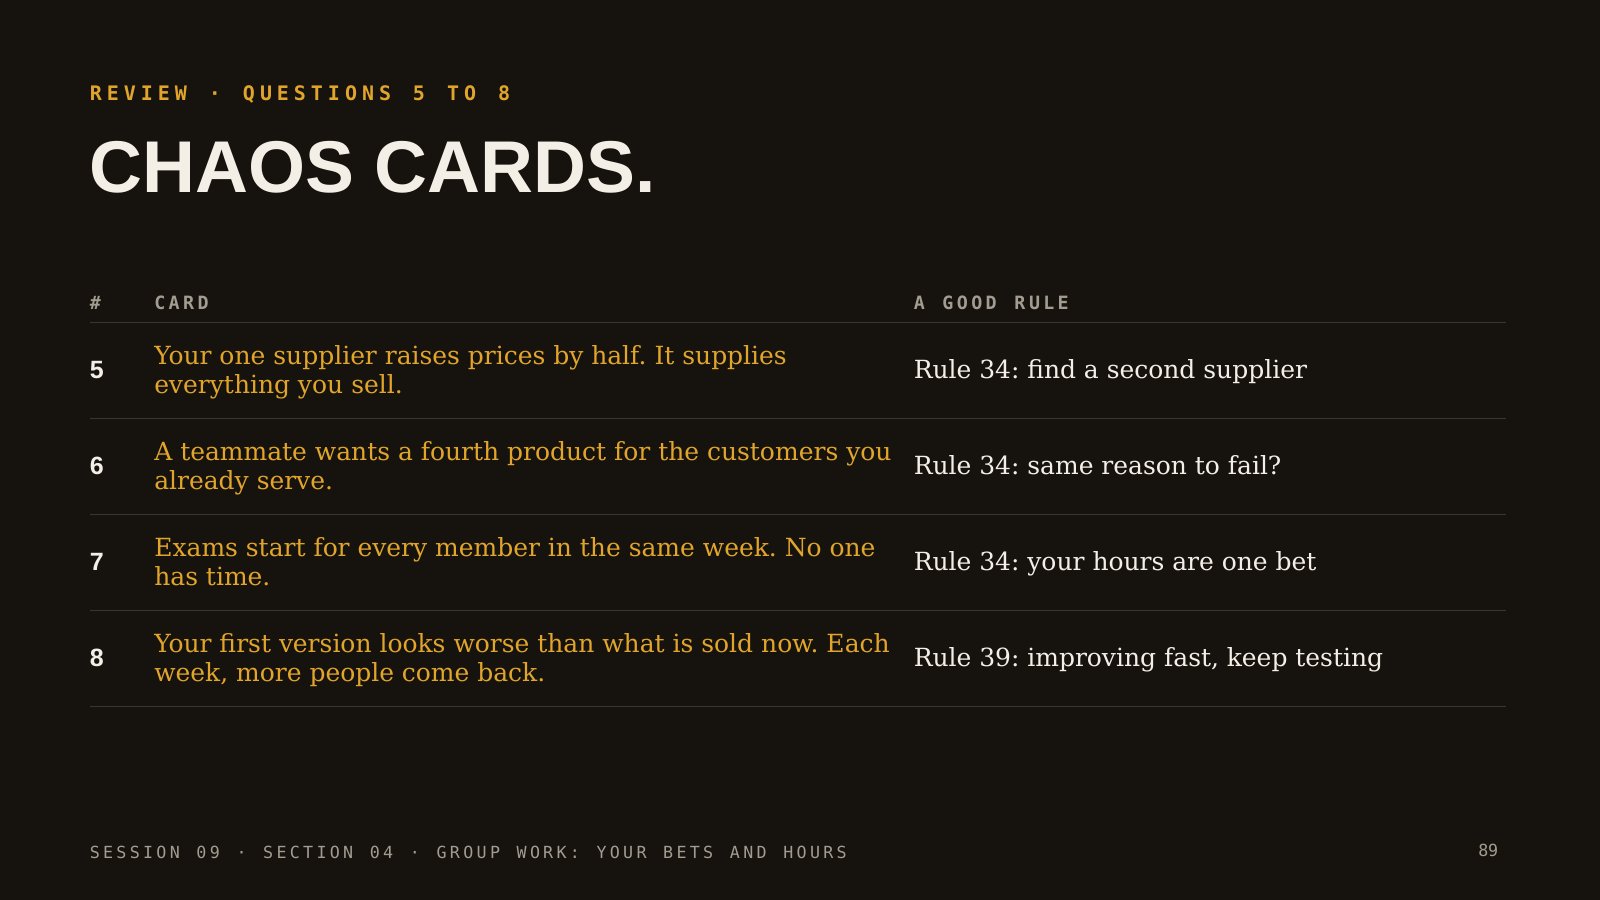 REVIEW · QUESTIONS 5 TO 8
CHAOS CARDS.
# CARD A GOOD RULE
5 Your one supplier raises prices by half. It supplies everything you sell. Rule 34: find a second supplier
6 A teammate wants a fourth product for the customers you already serve. Rule 34: same reason to fail?
7 Exams start for every member in the same week. No one has time. Rule 34: your hours are one bet
8 Your first version looks worse than what is sold now. Each week, more people come back. Rule 39: improving fast, keep testing
SESSION 09 · SECTION 04 · GROUP WORK: YOUR BETS AND HOURS 89